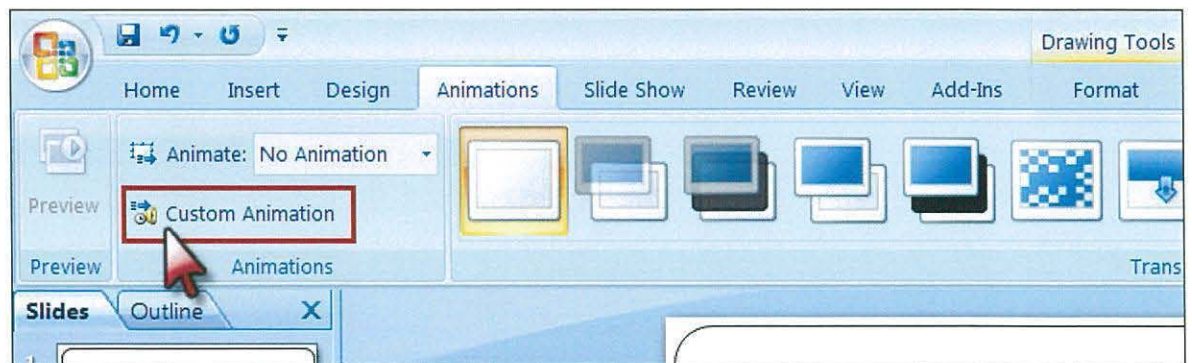 Drawing Tools
Home Insert Design Animations Slide Show Review View Add-Ins Format
Animate: No Animation
Preview
Custom Animation
Preview Animations Trans
Slides Outline X
1